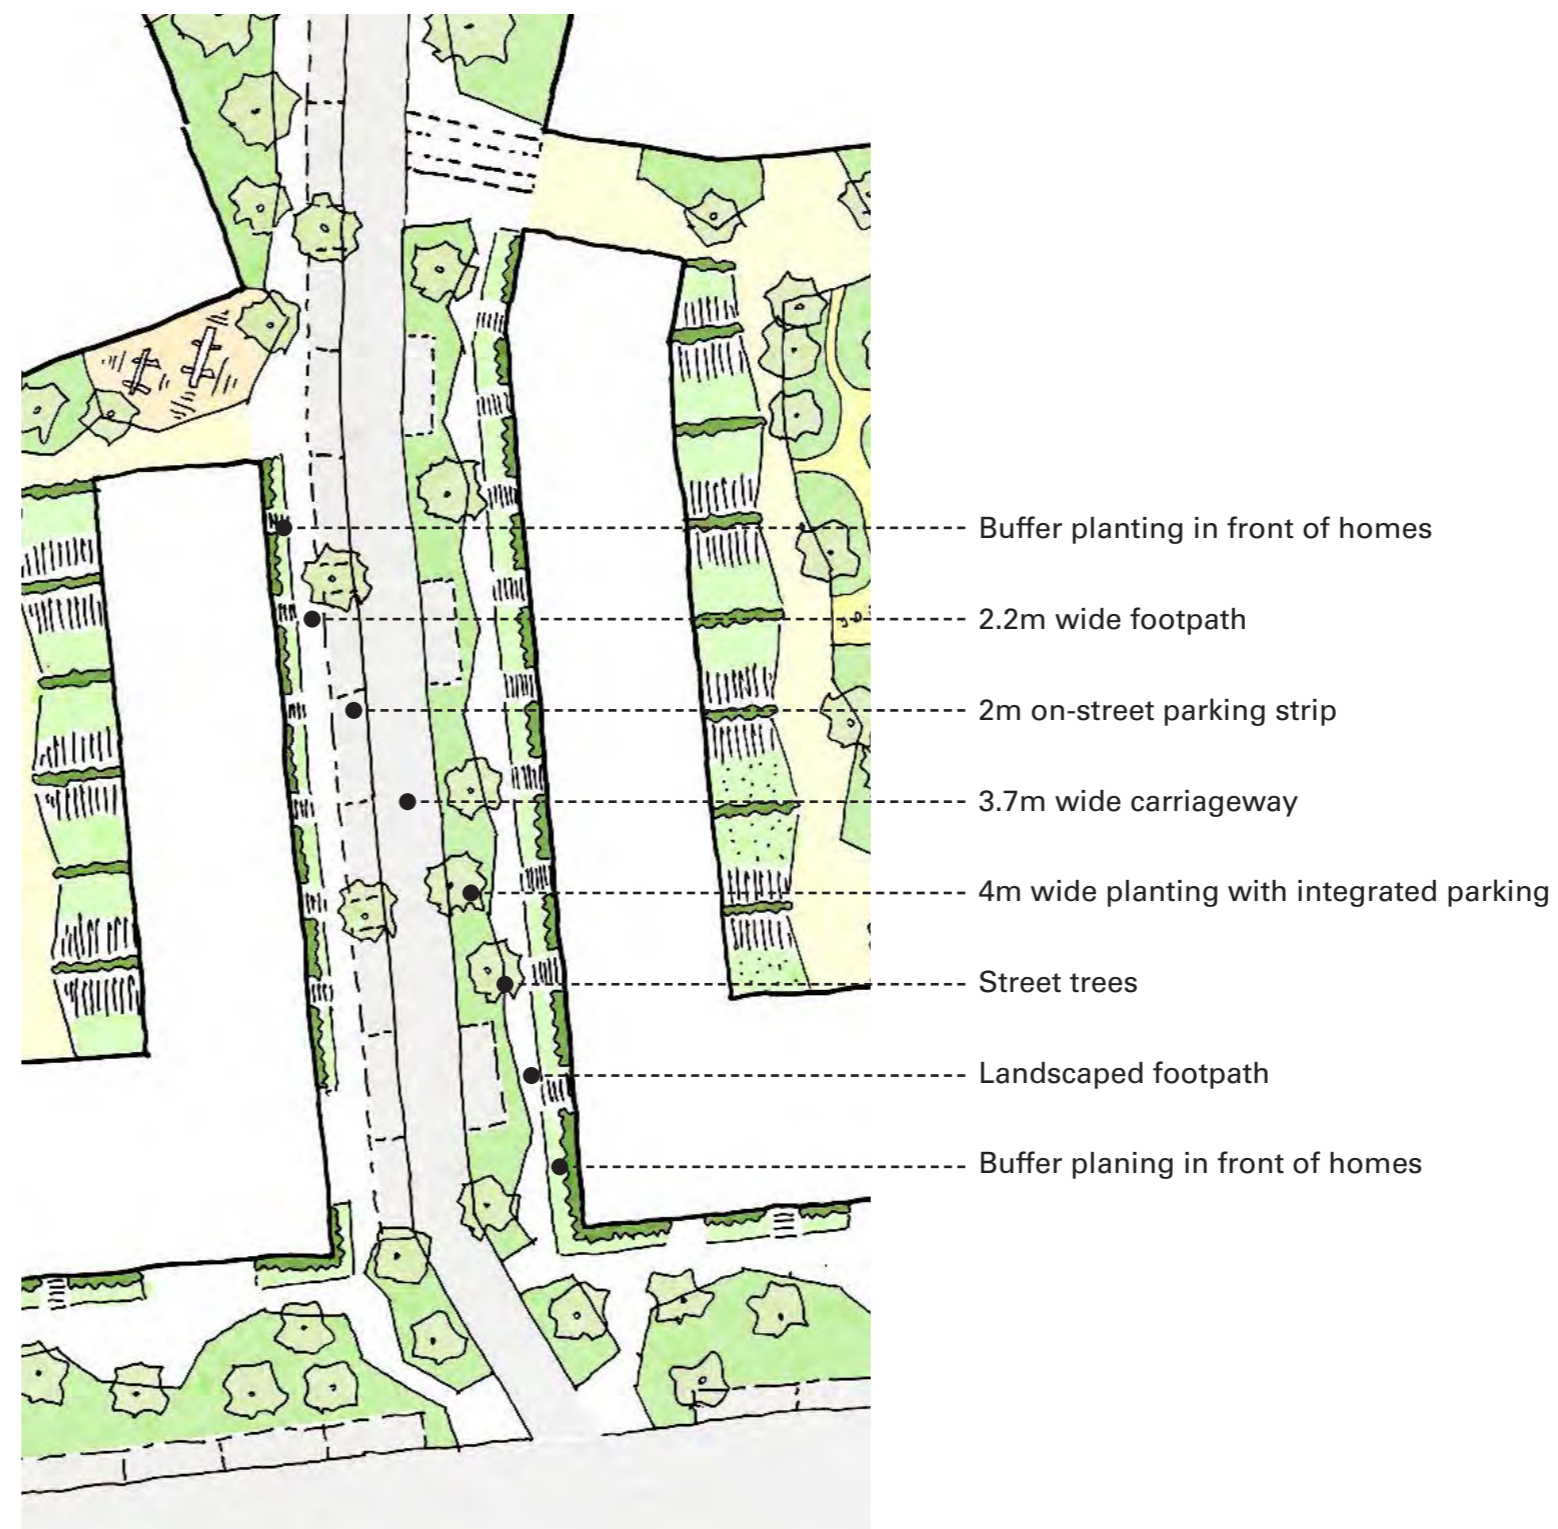 Buffer planting in front of homes
2.2m wide footpath
2m on-street parking strip
3.7m wide carriageway
4m wide planting with integrated parking
Street trees
Landscaped footpath
Buffer planing in front of homes